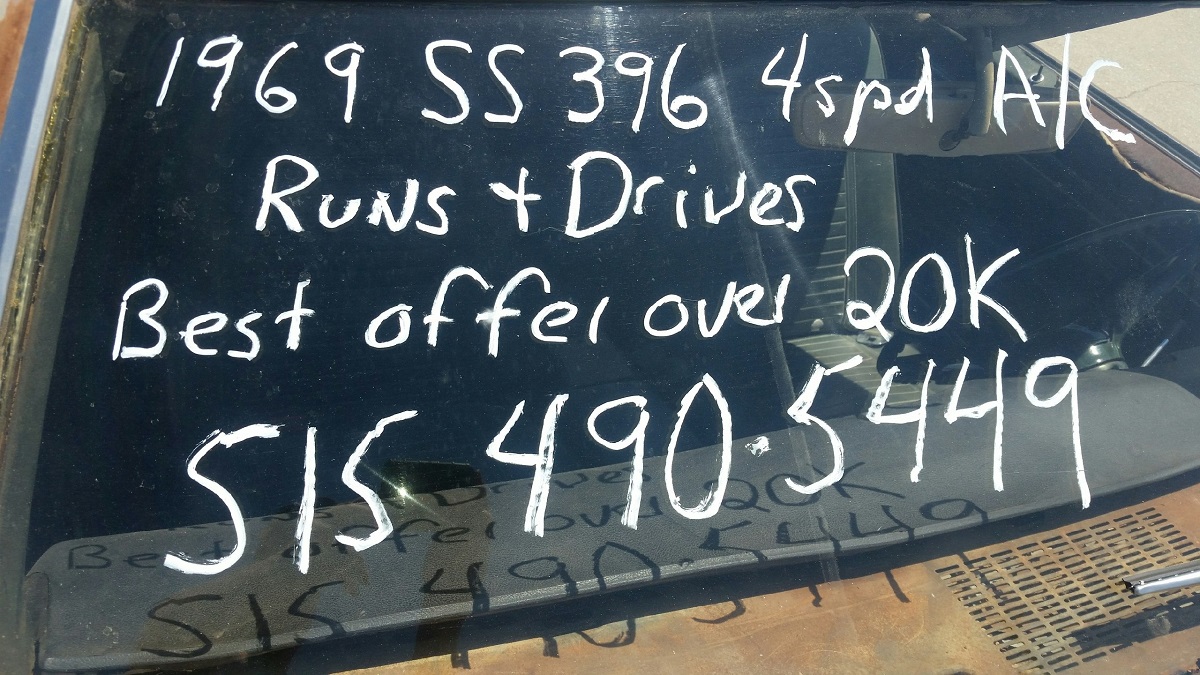 1969 SS 396 4spd A/C
Runs + Drives
Best offer over 20K
515 490·5449